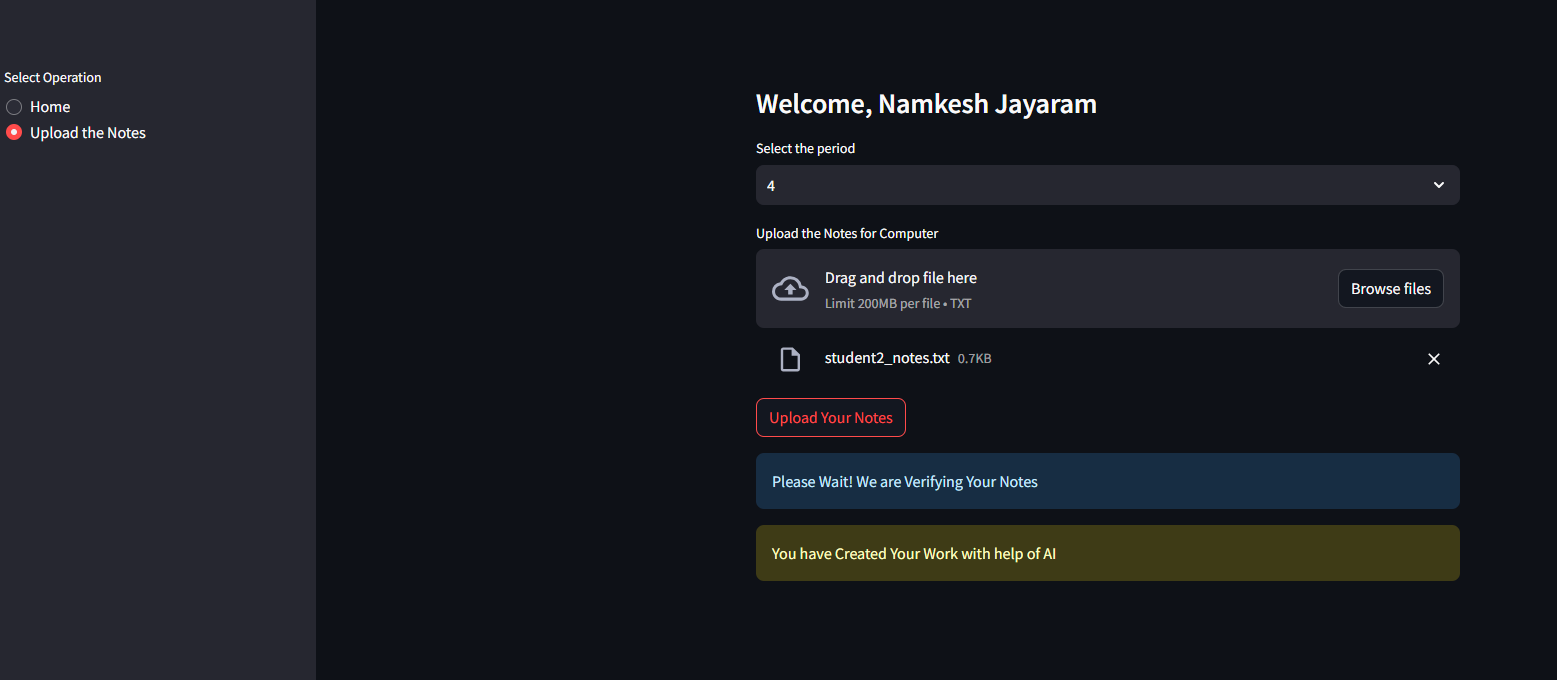 Select Operation
Home
Upload the Notes
Welcome, Namkesh Jayaram
Select the period
4
Upload the Notes for Computer
Drag and drop file here
Limit 200MB per file • TXT
Browse files
student2_notes.txt 0.7KB
Upload Your Notes
Please Wait! We are Verifying Your Notes
You have Created Your Work with help of AI